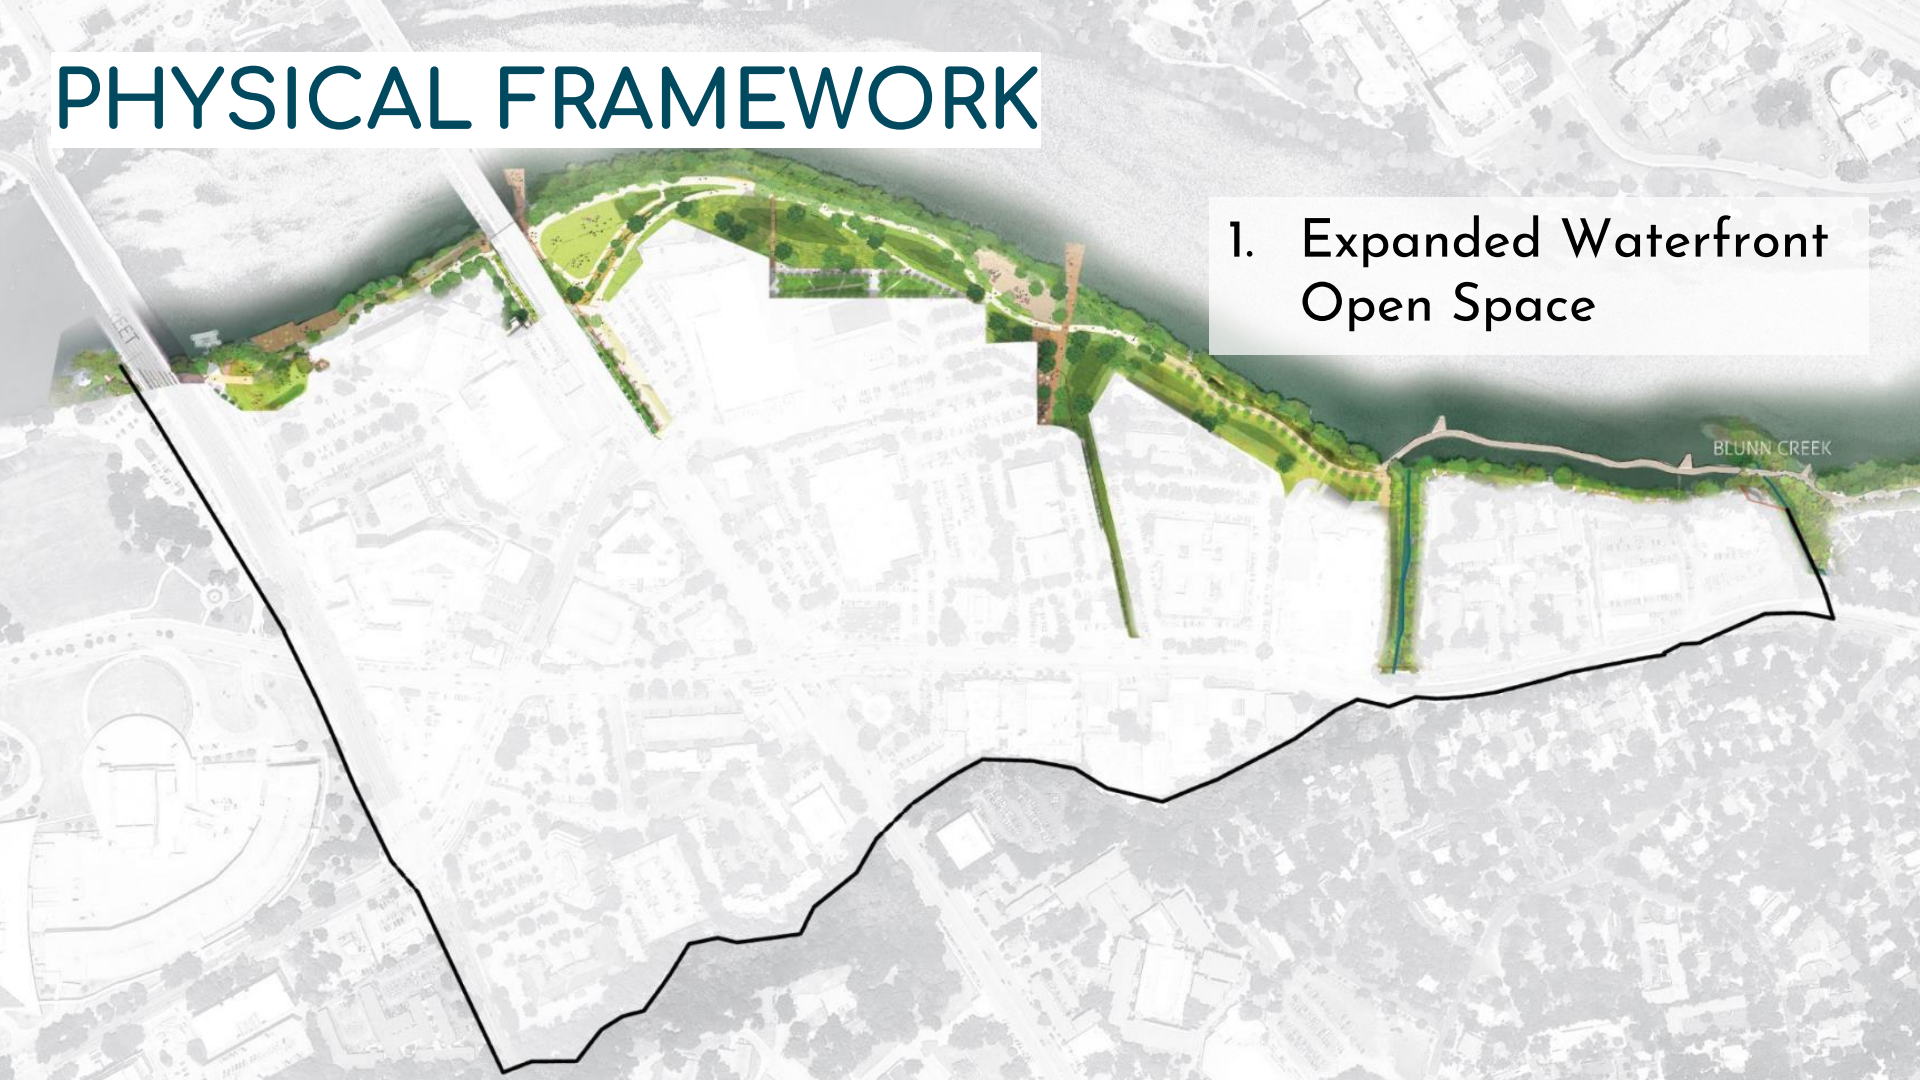 PHYSICAL FRAMEWORK
1. Expanded Waterfront
Open Space
BLUNN CREEK